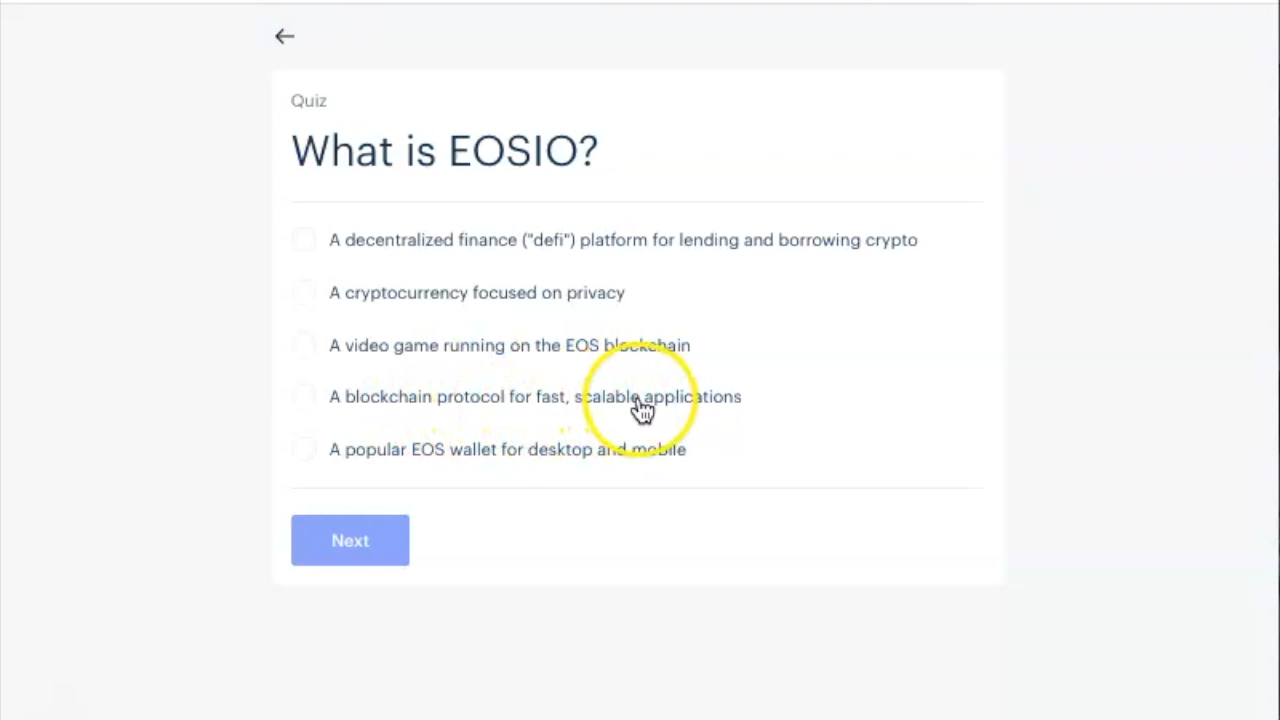 Quiz
What is EOSIO?
A decentralized finance ("defi") platform for lending and borrowing crypto
A cryptocurrency focused on privacy
A video game running on the EOS blockchain
A blockchain protocol for fast, scalable applications
A popular EOS wallet for desktop and mobile
Next